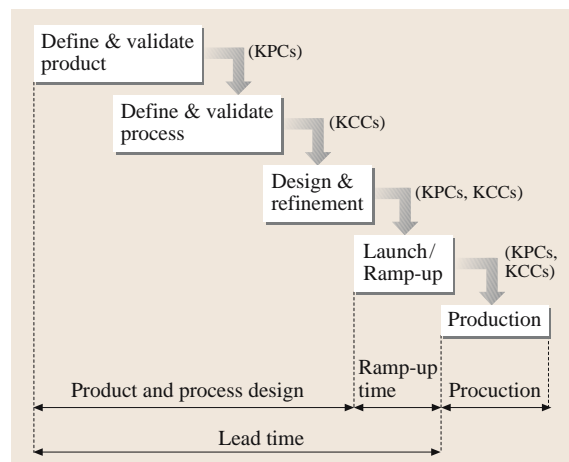 Define & validate
product
(KPCs)
Define & validate
process
(KCCs)
Design &
refinement
(KPCs, KCCs)
Launch/
Ramp-up
(KPCs,
KCCs)
Production
Product and process design
Ramp-up
time
Procuction
Lead time